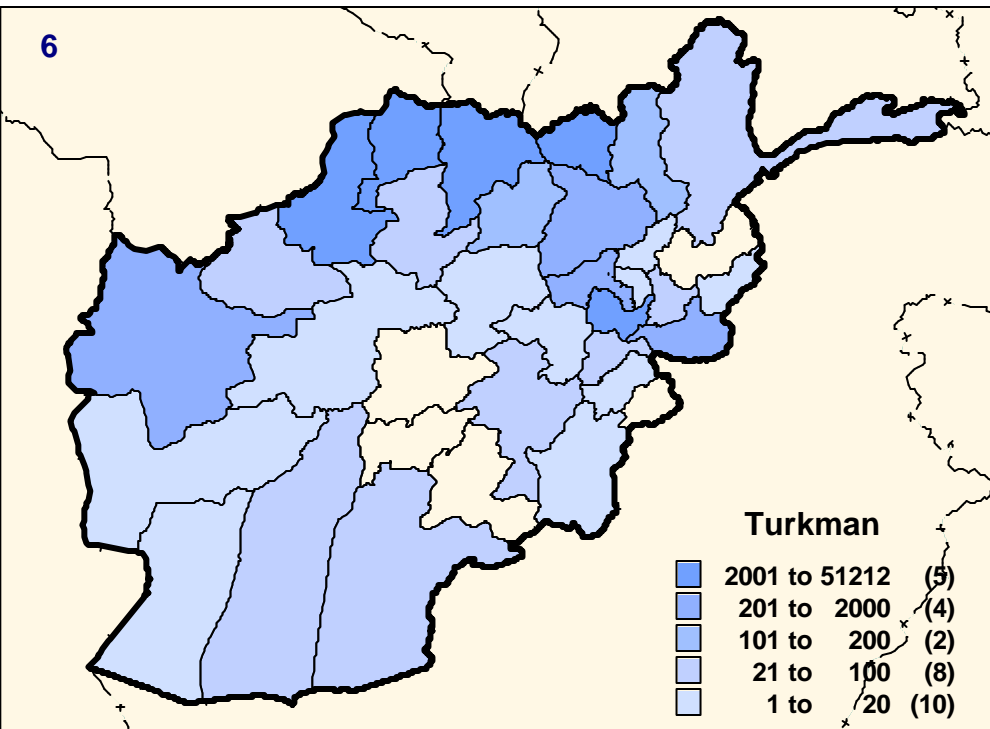 6
Turkman
2001 to 51212 (5)
201 to 2000 (4)
101 to 200 (2)
21 to 100 (8)
1 to 20 (10)